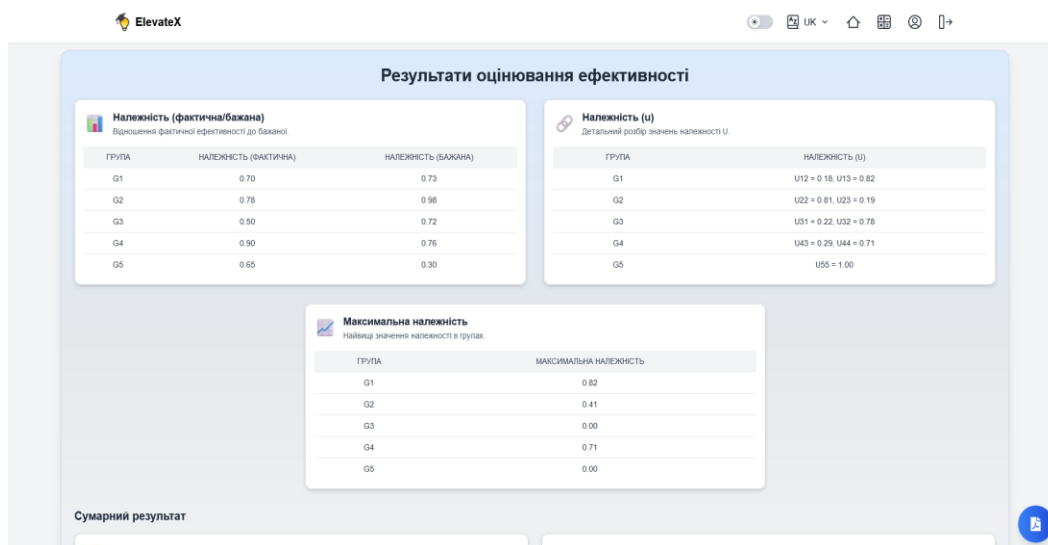 ElevateX
UK
Результати оцінювання ефективності
Належність (фактична/бажана)
Відношення фактичної ефективності до бажаної.
ГРУПА НАЛЕЖНІСТЬ (ФАКТИЧНА) НАЛЕЖНІСТЬ (БАЖАНА)
G1 0.70 0.73
G2 0.78 0.98
G3 0.50 0.72
G4 0.90 0.76
G5 0.65 0.30
Належність (u)
Детальний розбір значень належності U.
ГРУПА НАЛЕЖНІСТЬ (U)
G1 U12 = 0.18, U13 = 0.82
G2 U22 = 0.81, U23 = 0.19
G3 U31 = 0.22, U32 = 0.78
G4 U43 = 0.29, U44 = 0.71
G5 U55 = 1.00
Максимальна належність
Найвищі значення належності в групах.
ГРУПА МАКСИМАЛЬНА НАЛЕЖНІСТЬ
G1 0.82
G2 0.41
G3 0.00
G4 0.71
G5 0.00
Сумарний результат